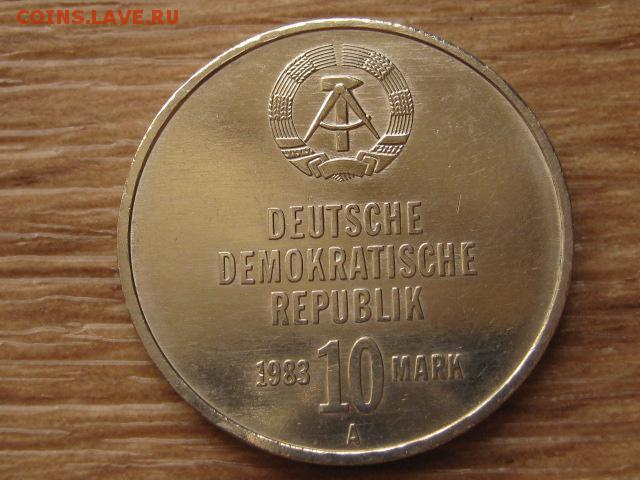 COINS.LAVE.RU
DEUTSCHE
DEMOKRATISCHE
REPUBLIK
1983 10 MARK
A